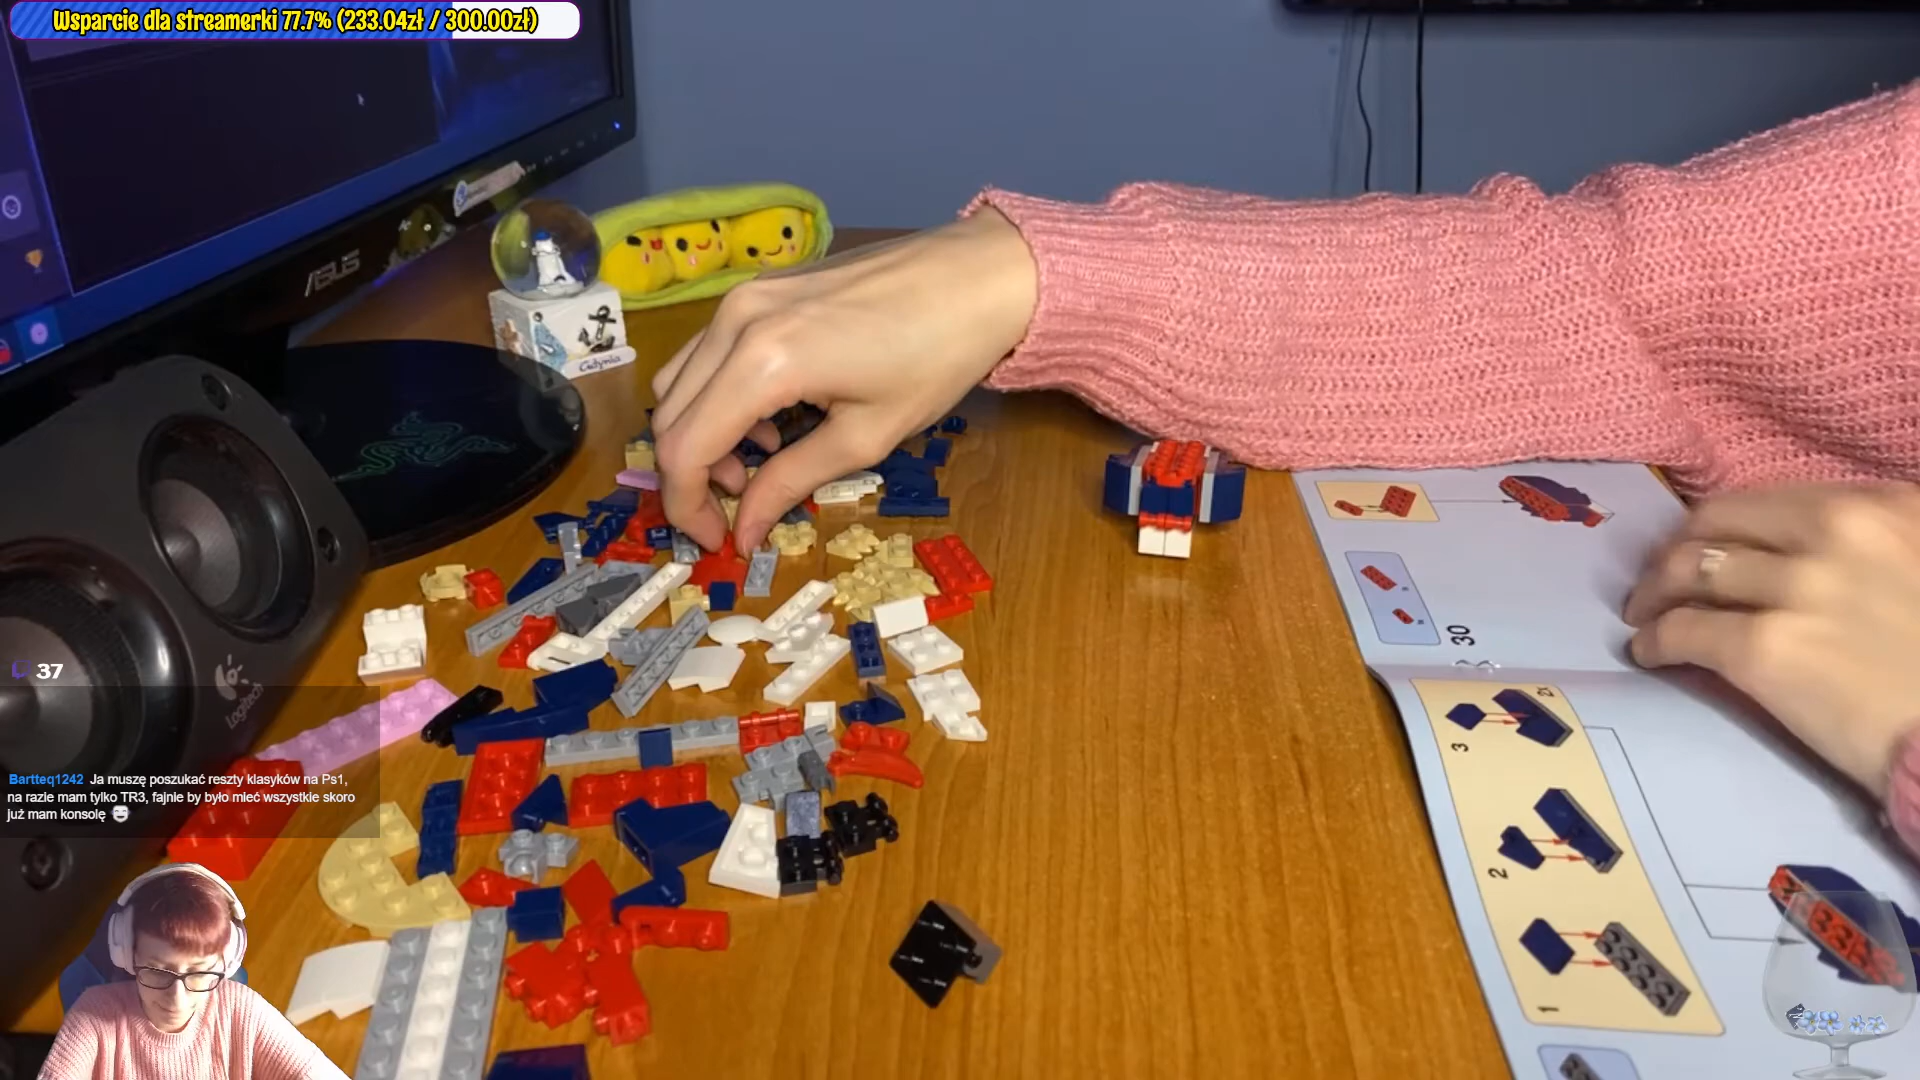 Wsparcie dla streamerki 77.7% (233.04zł / 300.00zł)
ASUS
Gdynia
37
Logitech
Bartteq1242 Ja muszę poszukać reszty klasyków na Ps1,
na razie mam tylko TR3, fajnie by było mieć wszystkie skoro
już mam konsolę
30
3
2x
2
1